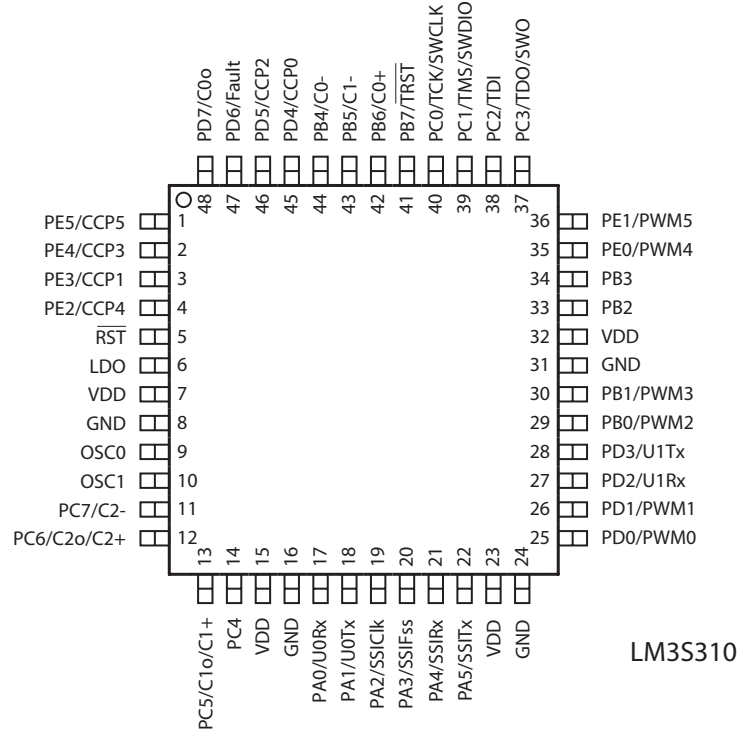 PD7/C0o
PD6/Fault
PD5/CCP2
PD4/CCP0
PB4/C0-
PB5/C1-
PB6/C0+
PB7/TRST
PC0/TCK/SWCLK
PC1/TMS/SWDIO
PC2/TDI
PC3/TDO/SWO
48
47
46
45
44
43
42
41
40
39
38
37
PE5/CCP5 1
PE4/CCP3 2
PE3/CCP1 3
PE2/CCP4 4
RST 5
LDO 6
VDD 7
GND 8
OSC0 9
OSC1 10
PC7/C2- 11
PC6/C2o/C2+ 12
36 PE1/PWM5
35 PE0/PWM4
34 PB3
33 PB2
32 VDD
31 GND
30 PB1/PWM3
29 PB0/PWM2
28 PD3/U1Tx
27 PD2/U1Rx
26 PD1/PWM1
25 PD0/PWM0
13
14
15
16
17
18
19
20
21
22
23
24
PC5/C1o/C1+
PC4
VDD
GND
PA0/U0Rx
PA1/U0Tx
PA2/SSIClk
PA3/SSIFss
PA4/SSIRx
PA5/SSITx
VDD
GND
LM3S310